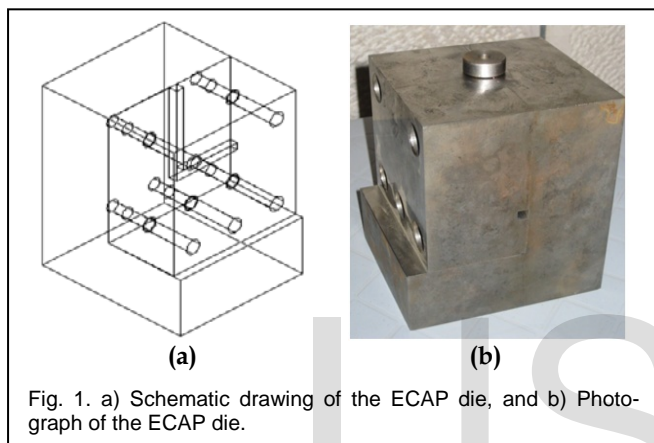 (a)
(b)
Fig. 1. a) Schematic drawing of the ECAP die, and b) Photo-
graph of the ECAP die.